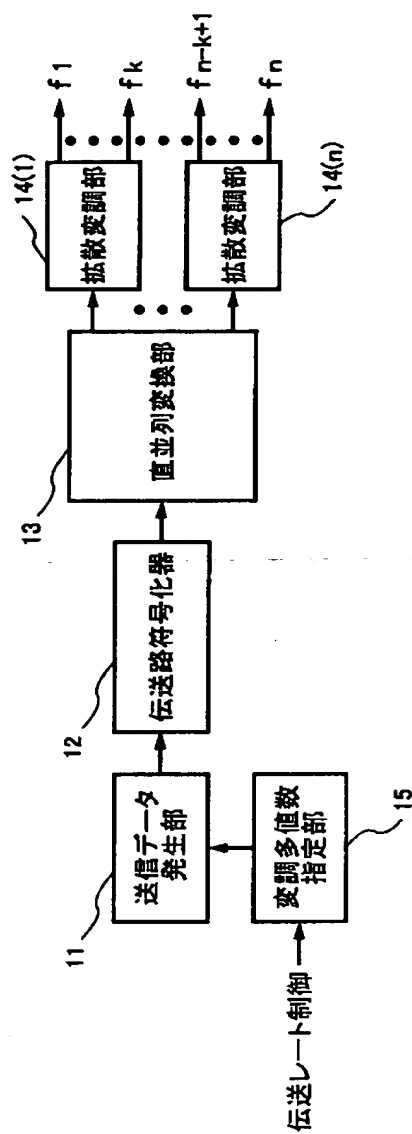 伝送レート制御
変調多値数
指定部
15
送信データ
発生部
11
伝送路符号化器
12
直並列変換部
13
拡散変調部
14(1)
拡散変調部
14(n)
f1
fk
fn-k+1
fn